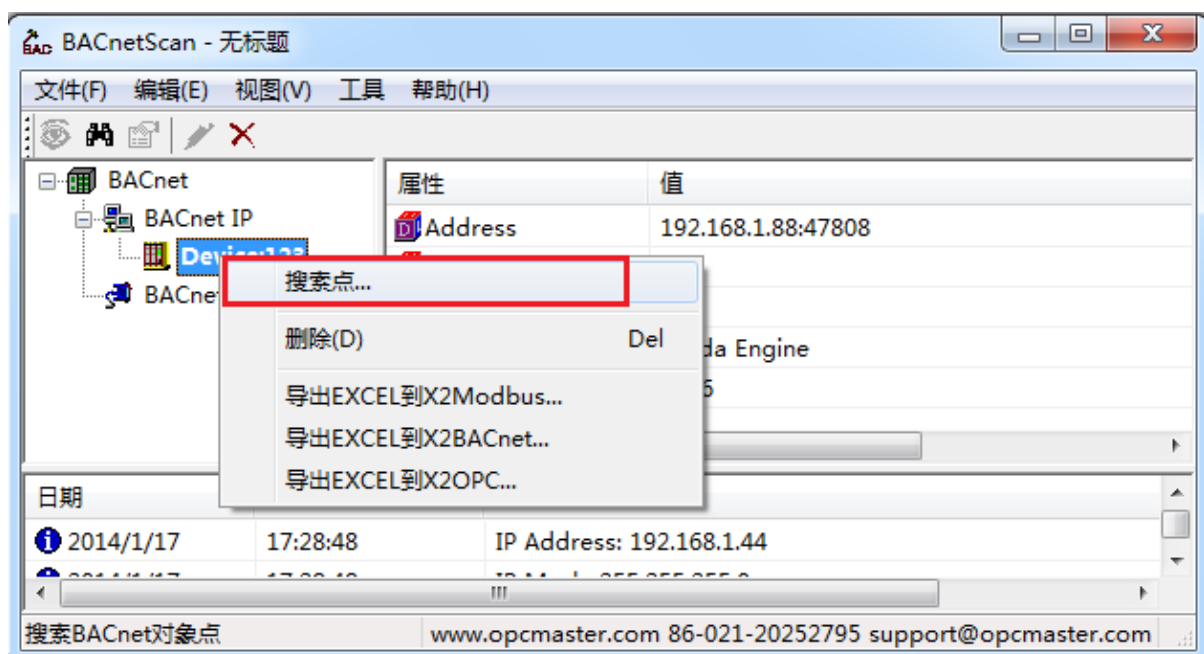 BACnetScan - 无标题
文件(F) 编辑(E) 视图(V) 工具 帮助(H)
BACnet
属性 值
BACnet IP
Address 192.168.1.88:47808
搜索点...
删除(D) Del
Engine
导出EXCEL到X2Modbus...
导出EXCEL到X2BACnet...
导出EXCEL到X2OPC...
日期
2014/1/17 17:28:48 IP Address: 192.168.1.44
搜索BACnet对象点 www.opcmaster.com 86-021-20252795 support@opcmaster.com